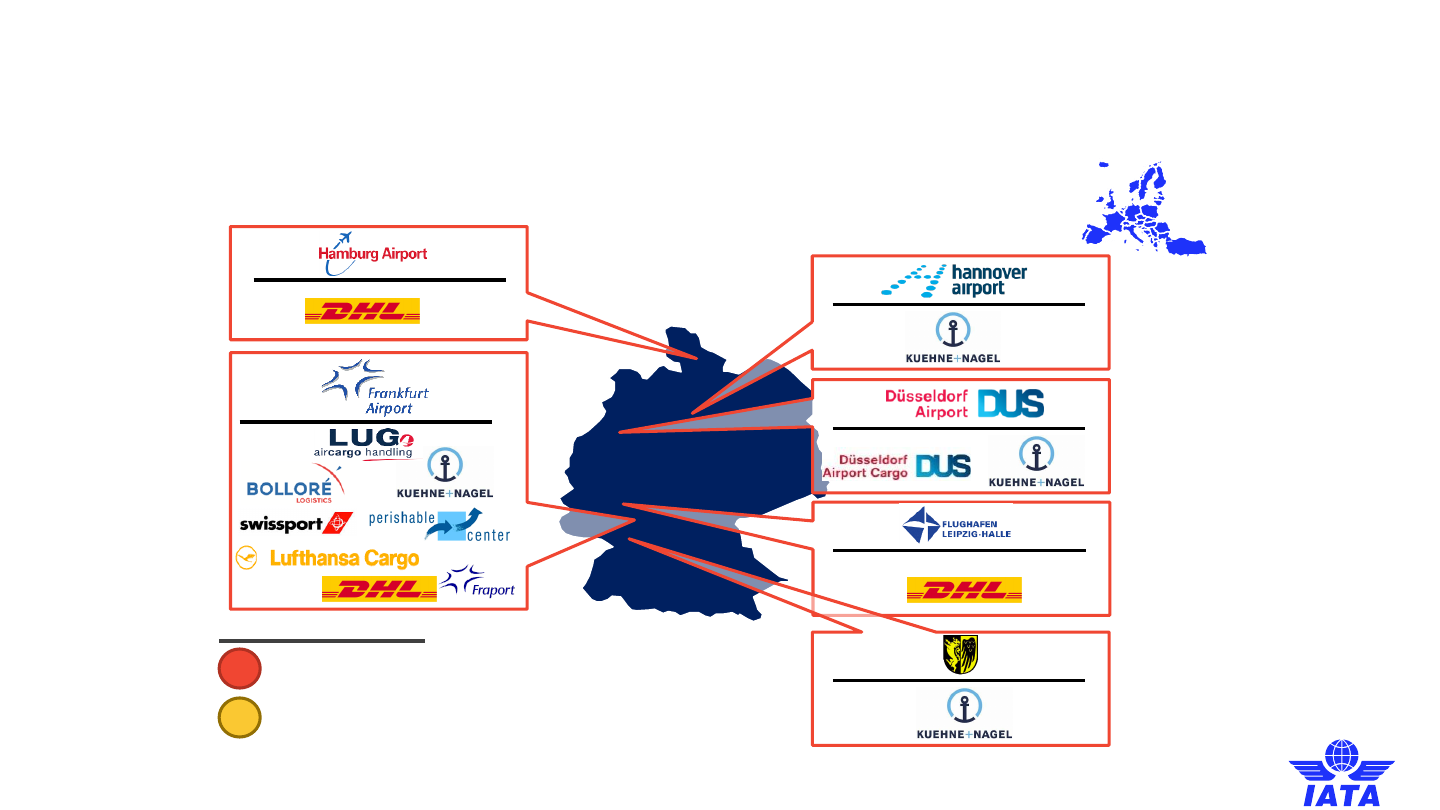 Hamburg Airport
DHL
Frankfurt
Airport
LUG
aircargo handling
BOLLORÉ
LOGISTICS
KUEHNE+NAGEL
swissport
perishable
center
Lufthansa Cargo
DHL
Fraport
hannover
airport
KUEHNE+NAGEL
Düsseldorf
Airport
DUS
Düsseldorf
Airport Cargo
DUS
KUEHNE+NAGEL
FLUGHAFEN
LEIPZIG-HALLE
DHL
KUEHNE+NAGEL
IATA